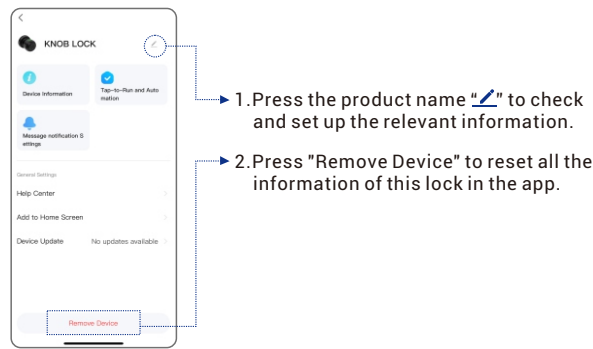 KNOB LOCK
Device Information
Tap-to-Run and Auto
mation
Message notification S
ettings
General Settings
Help Center
Add to Home Screen
Device Update No updates available
Remove Device
1.Press the product name “ ” to check
and set up the relevant information.
2.Press "Remove Device" to reset all the
information of this lock in the app.